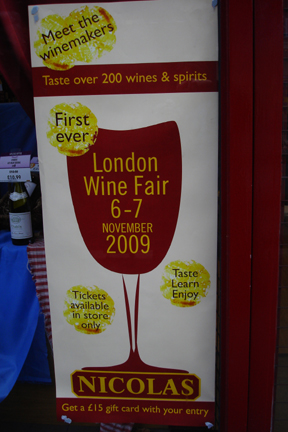 Meet the
winemakers
Taste over 200 wines & spirits
First
ever
London
Wine Fair
6-7
NOVEMBER
2009
Taste
Learn
Enjoy
Tickets
available
in store
only
NICOLAS
Get a £15 gift card with your entry